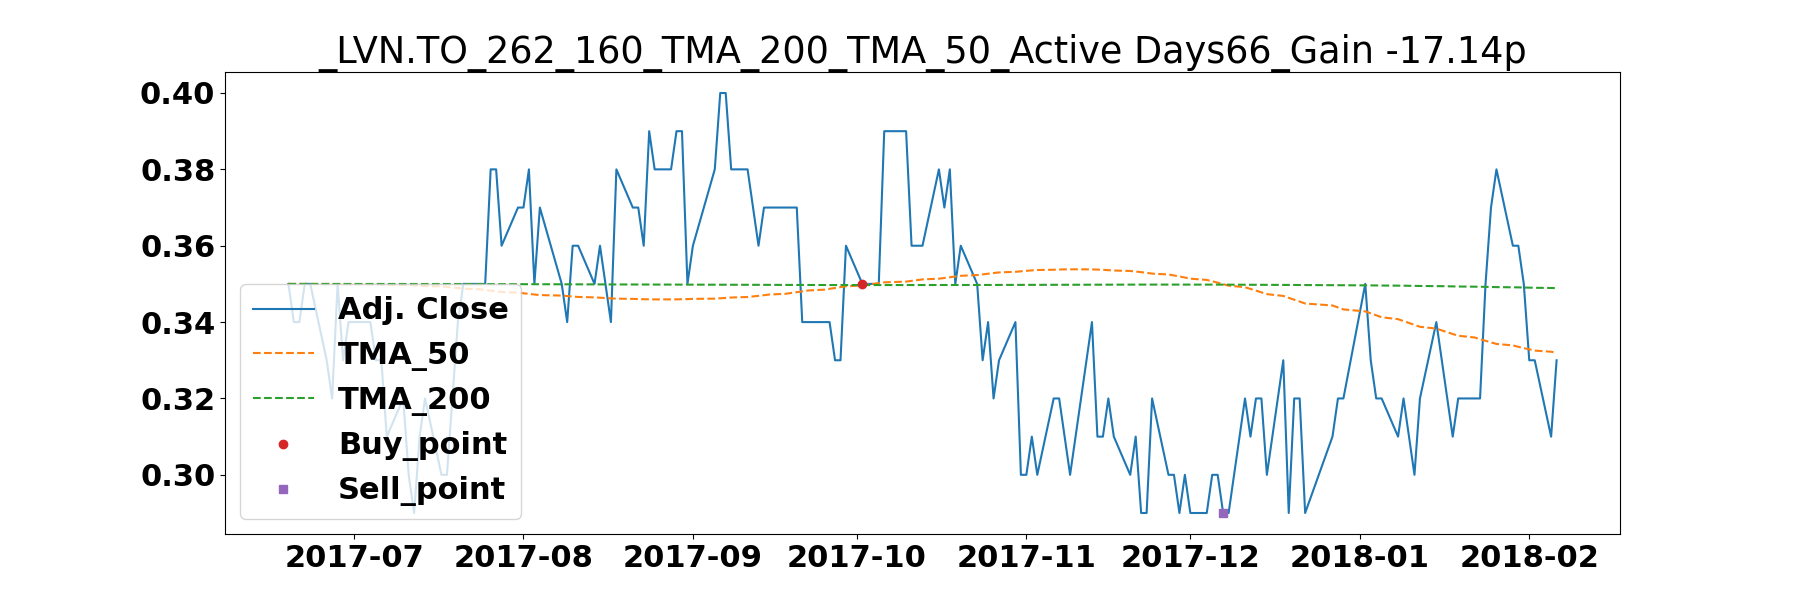 _LVN.TO_262_160_TMA_200_TMA_50_Active Days66_Gain -17.14p
0.40
0.38
0.36
0.34
0.32
0.30
Adj. Close
TMA_50
TMA_200
Buy_point
Sell_point
2017-07 2017-08 2017-09 2017-10 2017-11 2017-12 2018-01 2018-02